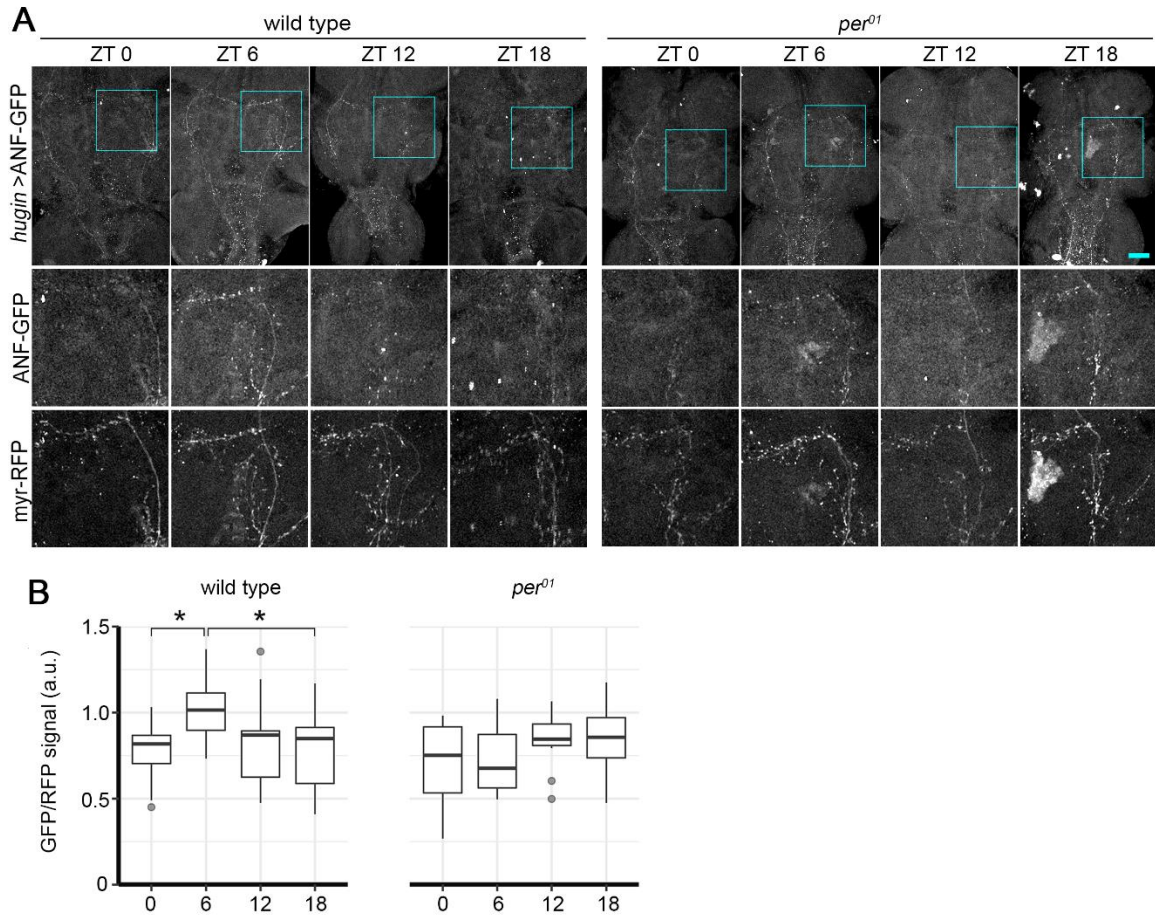 A
wild type
per01
ZT 0 ZT 6 ZT 12 ZT 18 ZT 0 ZT 6 ZT 12 ZT 18
hugin >ANF-GFP
ANF-GFP
myr-RFP
B
wild type
per01
* *
GFP/RFP signal (a.u.)
1.5
1.0
0.5
0
0 6 12 18 0 6 12 18